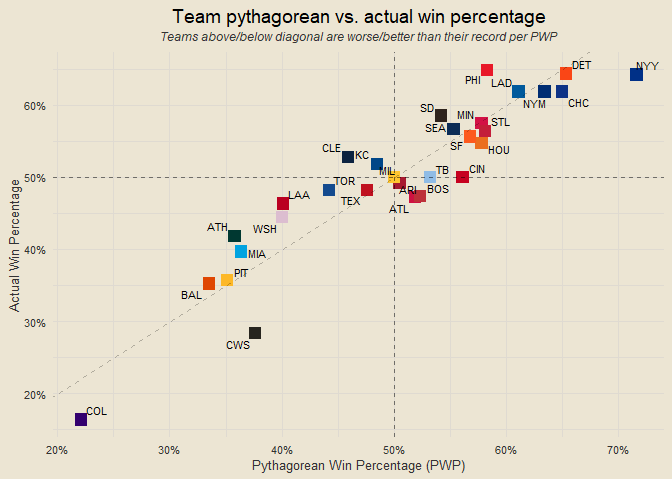 Team pythagorean vs. actual win percentage
Teams above/below diagonal are worse/better than their record per PWP
NYY
DET
PHI
LAD
NYM
CHC
60%
SD
MIN
STL
SEA
SF
HOU
CLE
KC
MIL
TB
CIN
50%
TOR
ARI
BOS
LAA
TEX
ATL
ATH
WSH
40%
MIA
PIT
BAL
30%
CWS
20%
COL
20%
30%
40%
50%
60%
70%
Pythagorean Win Percentage (PWP)
Actual Win Percentage